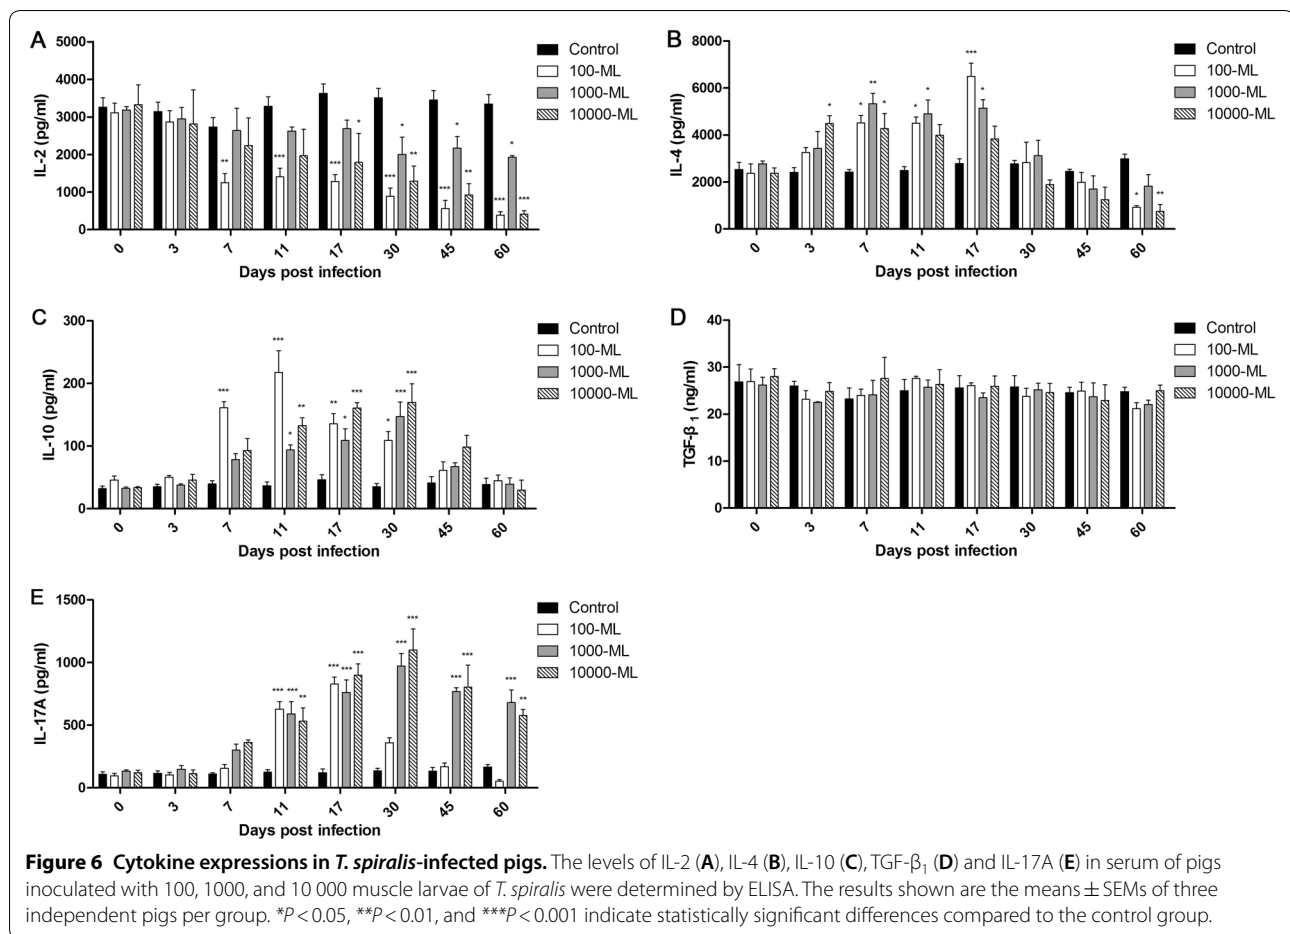 A
5000
4000
3000
2000
1000
0
IL-2 (pg/ml)
Control
100-ML
1000-ML
10000-ML
** *** *** * *** * ** *** * ** *** * ***
0 3 7 11 17 30 45 60
Days post infection
B
8000
6000
4000
2000
0
IL-4 (pg/ml)
Control
100-ML
1000-ML
10000-ML
* * ** * * * *** * * **
0 3 7 11 17 30 45 60
Days post infection
C
300
200
100
0
IL-10 (pg/ml)
Control
100-ML
1000-ML
10000-ML
*** *** * ** ** * *** * *** ***
0 3 7 11 17 30 45 60
Days post infection
D
40
30
20
10
0
TGF-β 1 (ng/ml)
Control
100-ML
1000-ML
10000-ML
0 3 7 11 17 30 45 60
Days post infection
E
1500
1000
500
0
IL-17A (pg/ml)
Control
100-ML
1000-ML
10000-ML
*** *** ** *** *** *** *** *** *** *** *** **
0 3 7 11 17 30 45 60
Days post infection
Figure 6 Cytokine expressions in T. spiralis-infected pigs. The levels of IL-2 (A), IL-4 (B), IL-10 (C), TGF-β₁ (D) and IL-17A (E) in serum of pigs
inoculated with 100, 1000, and 10 000 muscle larvae of T. spiralis were determined by ELISA. The results shown are the means ± SEMs of three
independent pigs per group. *P < 0.05, **P < 0.01, and ***P < 0.001 indicate statistically significant differences compared to the control group.